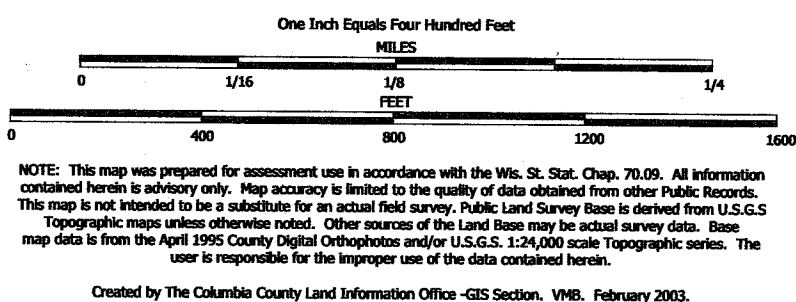 One Inch Equals Four Hundred Feet
MILES
0 1/16 1/8 1/4
FEET
0 400 800 1200 1600
NOTE: This map was prepared for assessment use in accordance with the Wis. St. Stat. Chap. 70.09. All information
contained herein is advisory only. Map accuracy is limited to the quality of data obtained from other Public Records.
This map is not intended to be a substitute for an actual field survey. Public Land Survey Base is derived from U.S.G.S
Topographic maps unless otherwise noted. Other sources of the Land Base may be actual survey data. Base
map data is from the April 1995 County Digital Orthophotos and/or U.S.G.S. 1:24,000 scale Topographic series. The
user is responsible for the improper use of the data contained herein.
Created by The Columbia County Land Information Office -GIS Section. VMB. February 2003.